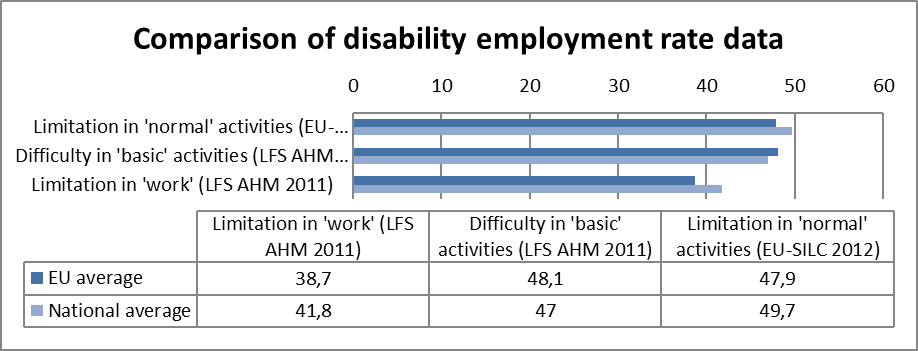 Comparison of disability employment rate data
0 10 20 30 40 50 60
Limitation in 'normal' activities (EU-...
Difficulty in 'basic' activities (LFS AHM...
Limitation in 'work' (LFS AHM 2011)
Limitation in 'work' (LFS AHM 2011) Difficulty in 'basic' activities (LFS AHM 2011) Limitation in 'normal' activities (EU-SILC 2012)
EU average 38,7 48,1 47,9
National average 41,8 47 49,7